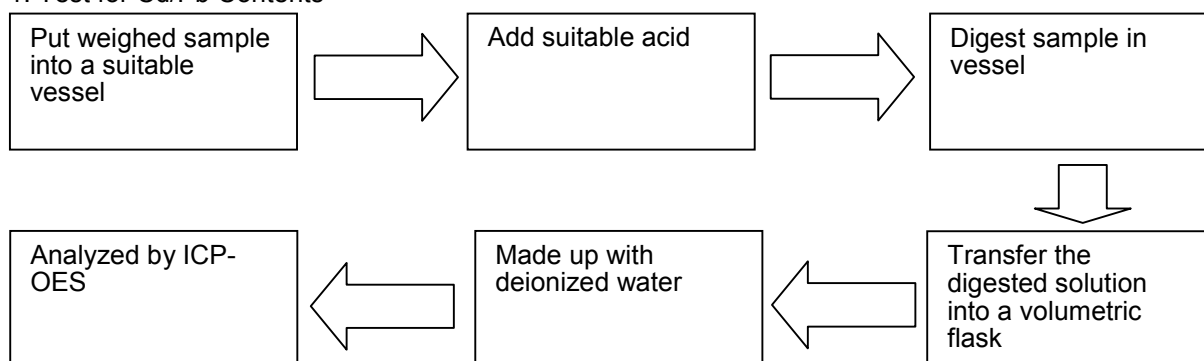 1. Test for Cd/Pb Contents
Put weighed sample
into a suitable
vessel
Add suitable acid
Digest sample in
vessel
Transfer the
digested solution
into a volumetric
flask
Made up with
deionized water
Analyzed by ICP-
OES